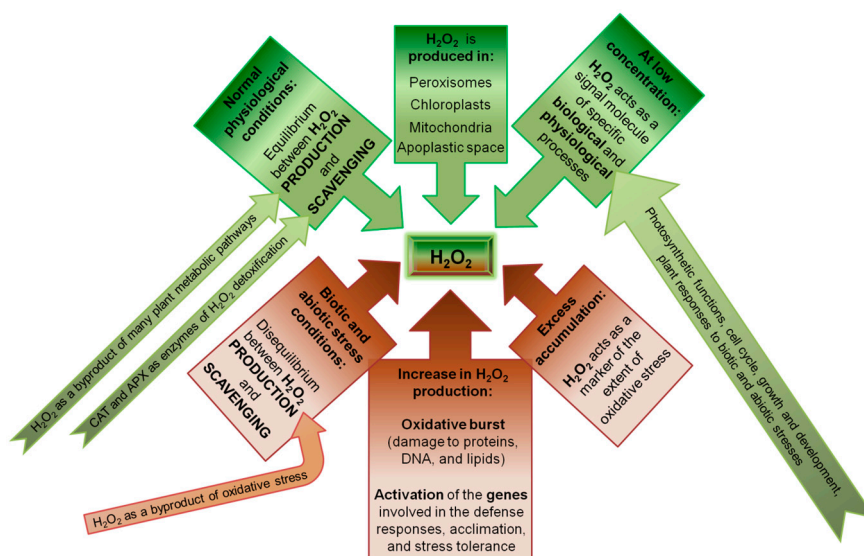 H₂O₂ is
produced in:
Peroxisomes
Chloroplasts
Mitochondria
Apoplastic space
Normal
physiological
conditions:
Equilibrium
between H₂O₂
PRODUCTION
and
SCAVENGING
At low
concentration:
H₂O₂ acts as a
signal molecule
of specific
biological and
physiological
processes
H₂O₂
H₂O₂ as a byproduct of many plant metabolic pathways
CAT and APX as enzymes of H₂O₂ detoxification
Photosynthetic functions, cell cycle, growth and development,
plant responses to biotic and abiotic stresses
Biotic and
abiotic stress
conditions:
Disequilibrium
between H₂O₂
PRODUCTION
and
SCAVENGING
Increase in H₂O₂
production:
Oxidative burst
(damage to proteins,
DNA, and lipids)
Activation of the genes
involved in the defense
responses, acclimation,
and stress tolerance
Excess
accumulation:
H₂O₂ acts as a
marker of the
extent of
oxidative stress
H₂O₂ as a byproduct of oxidative stress